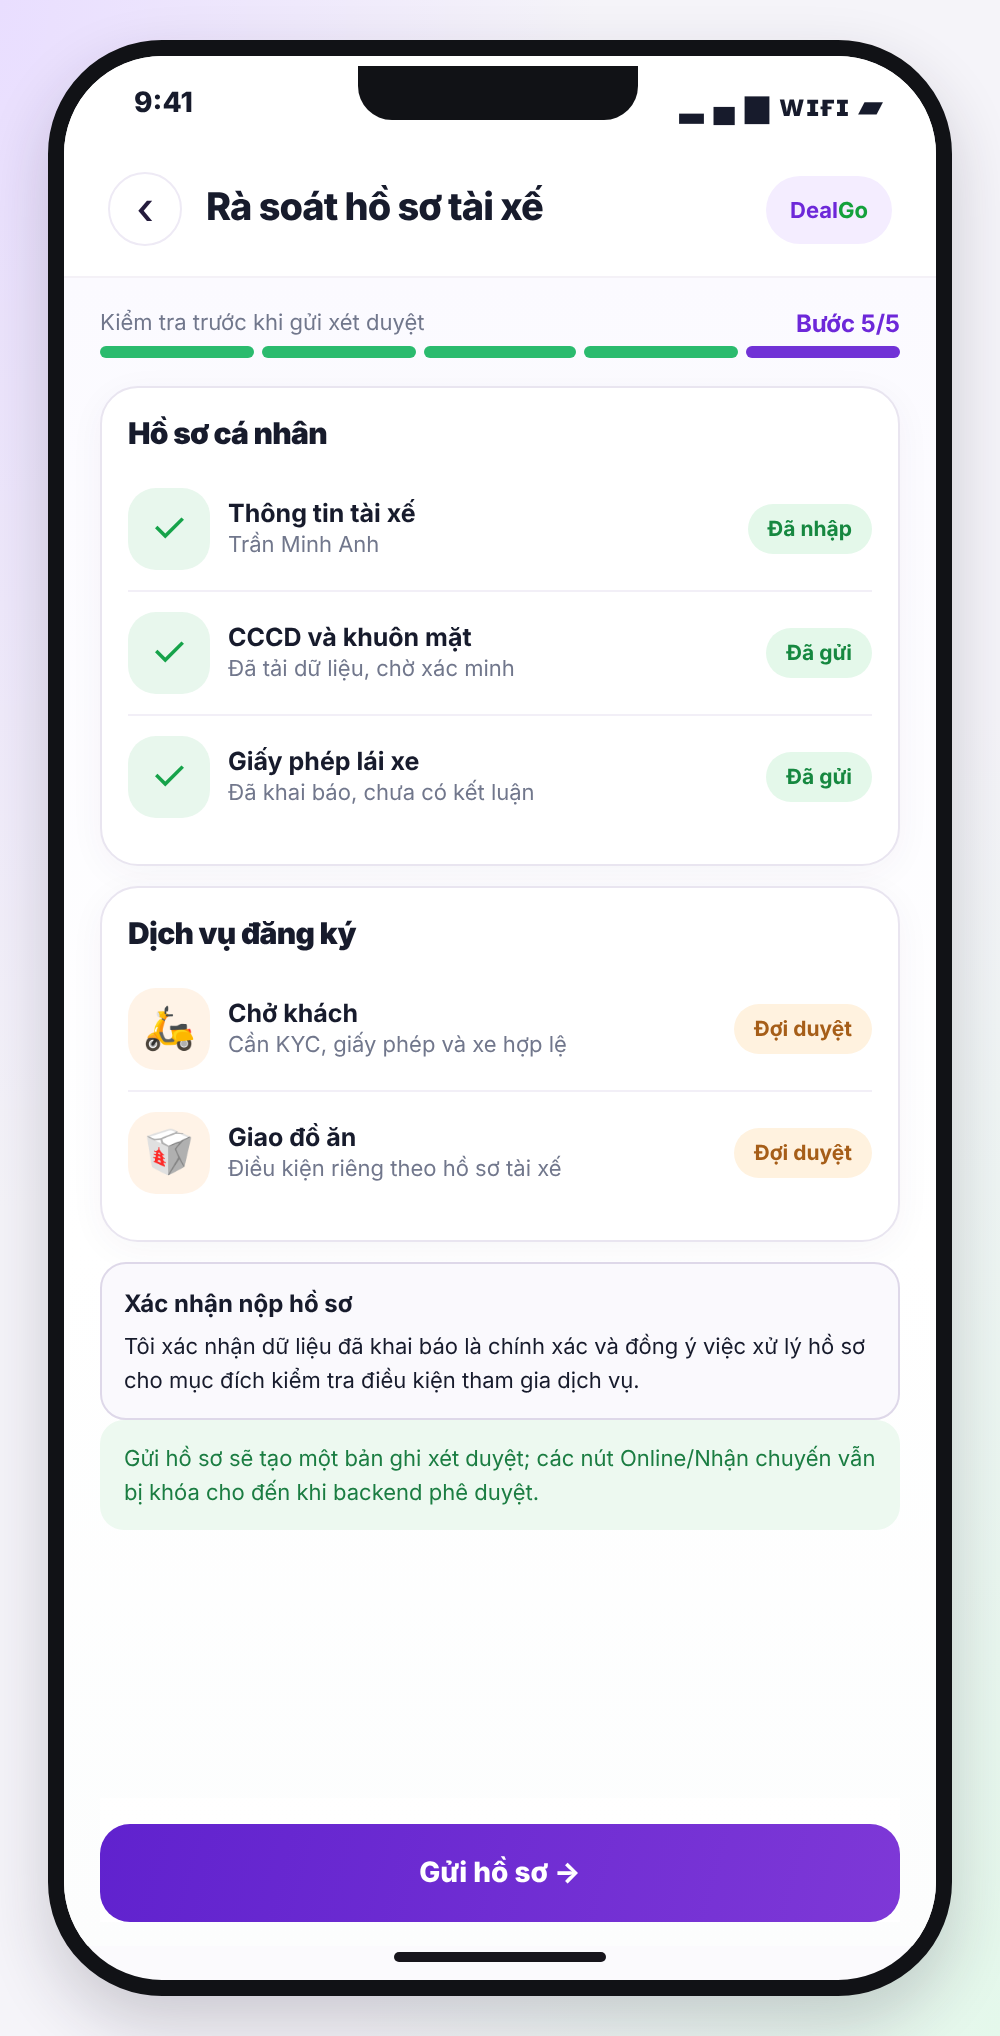 9:41
WIFI
Rà soát hồ sơ tài xế
DealGo
Kiểm tra trước khi gửi xét duyệt
Bước 5/5
Hồ sơ cá nhân
Thông tin tài xế
Trần Minh Anh
Đã nhập
CCCD và khuôn mặt
Đã tải dữ liệu, chờ xác minh
Đã gửi
Giấy phép lái xe
Đã khai báo, chưa có kết luận
Đã gửi
Dịch vụ đăng ký
Chở khách
Cần KYC, giấy phép và xe hợp lệ
Đợi duyệt
Giao đồ ăn
Điều kiện riêng theo hồ sơ tài xế
Đợi duyệt
Xác nhận nộp hồ sơ
Tôi xác nhận dữ liệu đã khai báo là chính xác và đồng ý việc xử lý hồ sơ
cho mục đích kiểm tra điều kiện tham gia dịch vụ.
Gửi hồ sơ sẽ tạo một bản ghi xét duyệt; các nút Online/Nhận chuyến vẫn
bị khóa cho đến khi backend phê duyệt.
Gửi hồ sơ →